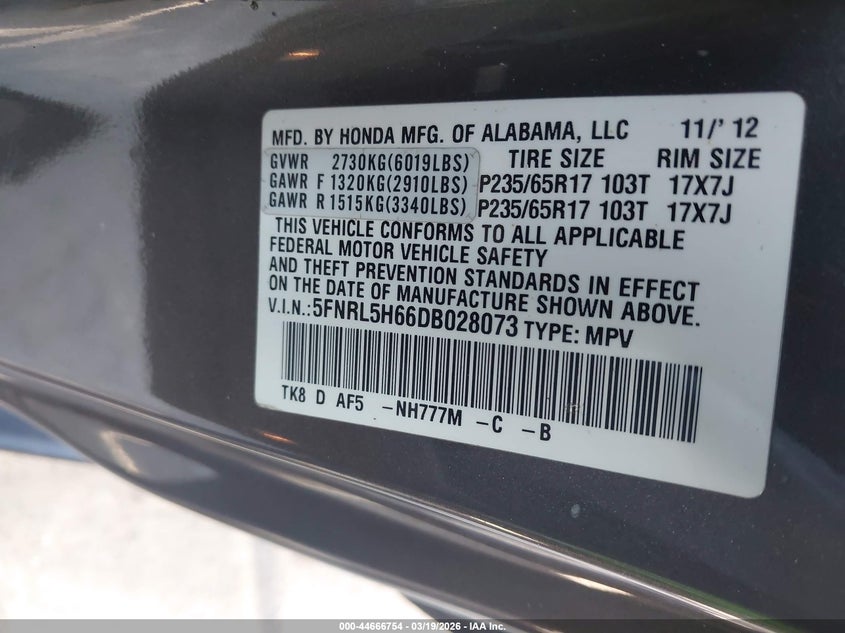 MFD. BY HONDA MFG. OF ALABAMA, LLC 11/' 12
GVWR 2730KG(6019LBS) TIRE SIZE RIM SIZE
GAWR F 1320KG(2910LBS) P235/65R17 103T 17X7J
GAWR R 1515KG(3340LBS) P235/65R17 103T 17X7J
THIS VEHICLE CONFORMS TO ALL APPLICABLE
FEDERAL MOTOR VEHICLE SAFETY
AND THEFT PREVENTION STANDARDS IN EFFECT
ON THE DATE OF MANUFACTURE SHOWN ABOVE.
V.I.N.:5FNRL5H66DB028073 TYPE: MPV
TK8 D AF5 -NH777M -C -B
000-44666754 - 03/19/2026 - IAA Inc.